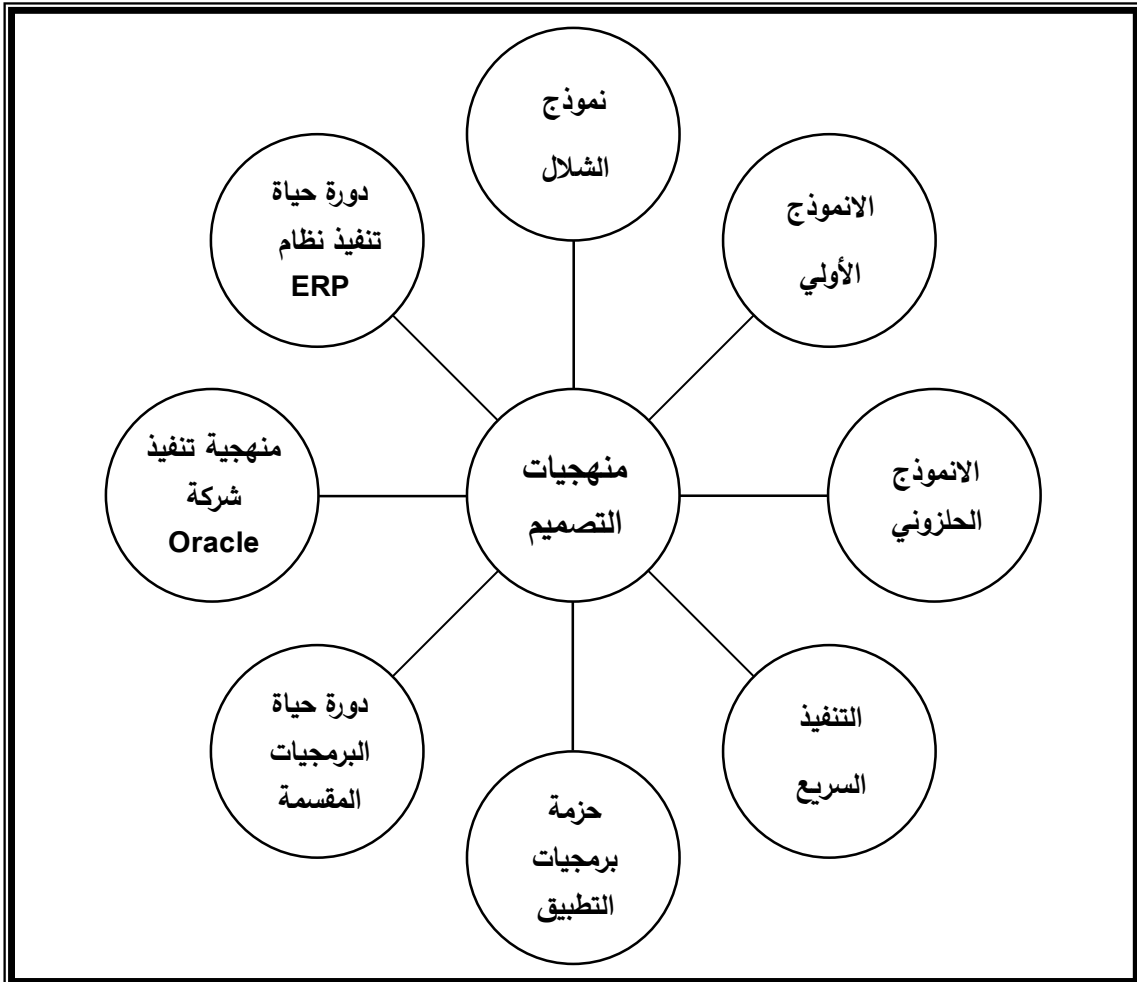 نموذج
الشلال
الانموذج
الأولي
الانموذج
الحلزوني
التنفيذ
السريع
حزمة
برمجيات
التطبيق
دورة حياة
البرمجيات
المقسمة
منهجية تنفيذ
شركة
Oracle
دورة حياة
تنفيذ نظام
ERP
منهجيات
التصميم